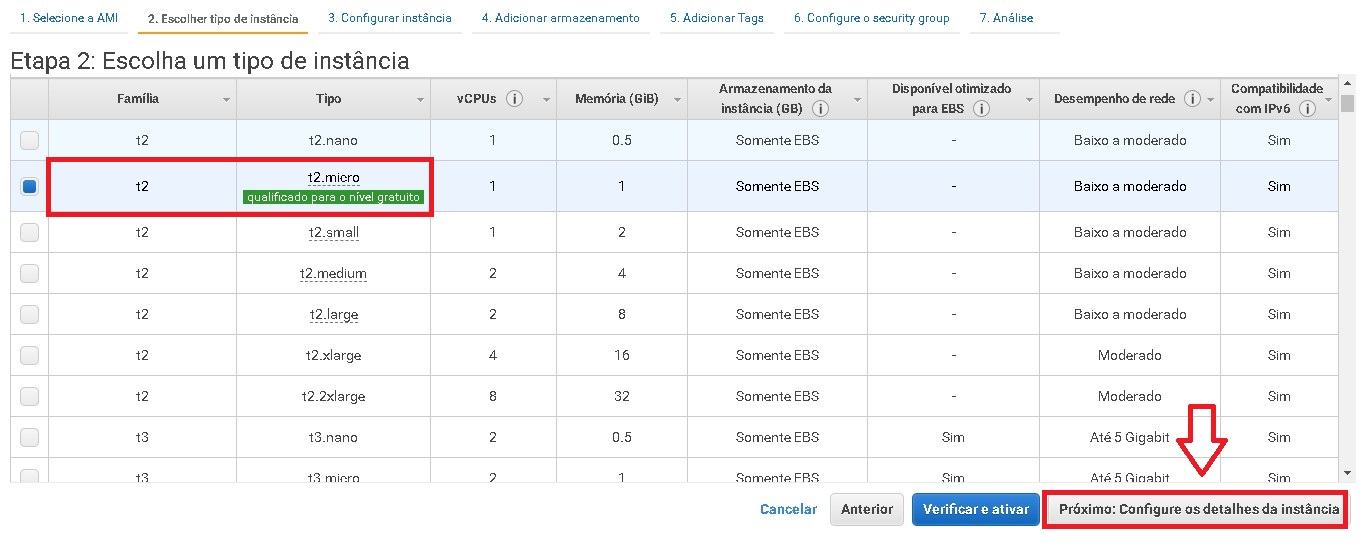 1. Selecione a AMI 2. Escolher tipo de instância 3. Configurar instância 4. Adicionar armazenamento 5. Adicionar Tags 6. Configure o security group 7. Análise
Etapa 2: Escolha um tipo de instância
Família Tipo vCPUs i Memória (GiB) Armazenamento da instância (GB) i Disponível otimizado para EBS i Desempenho de rede i Compatibilidade com IPv6 i
t2 t2.nano 1 0.5 Somente EBS - Baixo a moderado Sim
t2 t2.micro qualificado para o nível gratuito 1 1 Somente EBS - Baixo a moderado Sim
t2 t2.small 1 2 Somente EBS - Baixo a moderado Sim
t2 t2.medium 2 4 Somente EBS - Baixo a moderado Sim
t2 t2.large 2 8 Somente EBS - Baixo a moderado Sim
t2 t2.xlarge 4 16 Somente EBS - Moderado Sim
t2 t2.2xlarge 8 32 Somente EBS - Moderado Sim
t3 t3.nano 2 0.5 Somente EBS Sim Até 5 Gigabit Sim
t3 t3.micro 2 1 Somente EBS Sim Até 5 Gigabit Sim
Cancelar Anterior Verificar e ativar Próximo: Configure os detalhes da instância